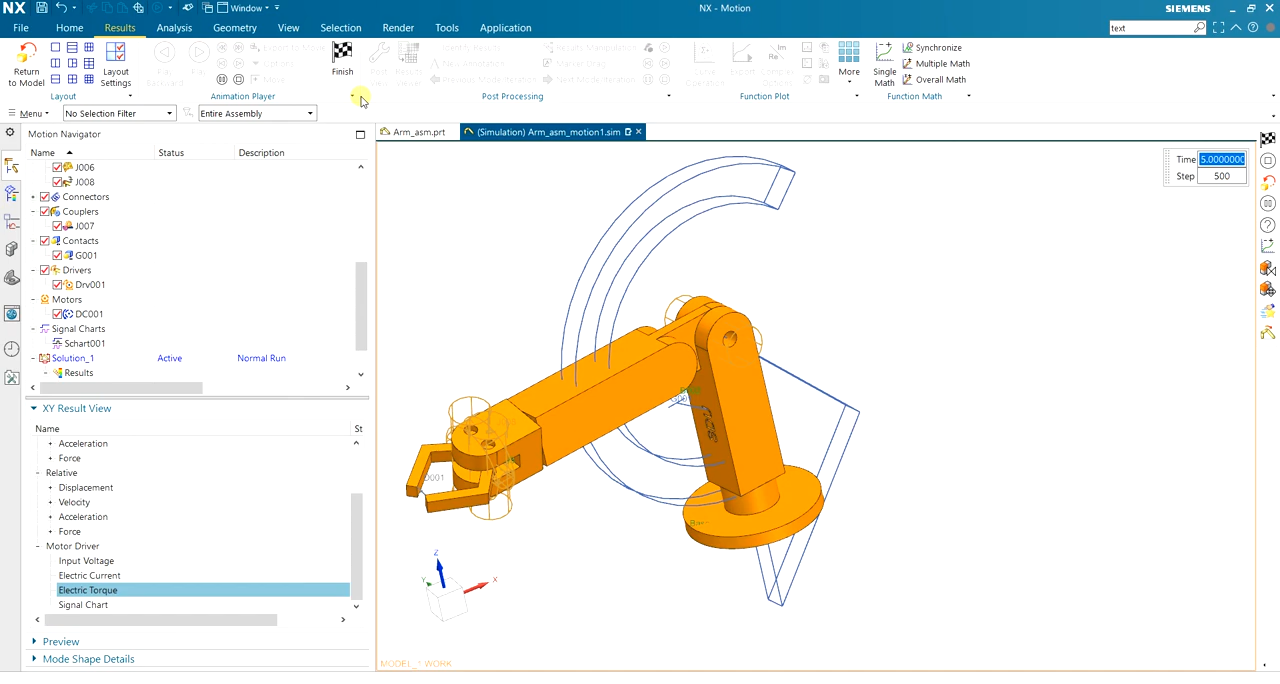 NX
Window
NX - Motion
SIEMENS
File Home Results Analysis Geometry View Selection Render Tools Application
text
Return to Model
Layout Settings
Play
Finish
More
Single Math
Synchronize
Multiple Math
Overall Math
Layout
Animation Player
Post Processing
Function Plot
Function Math
Menu
No Selection Filter
Entire Assembly
Motion Navigator
Arm_asm.prt
(Simulation) Arm_asm_motion1.sim
Name Status Description
Time 5.0000000
Step 500
J006
J008
Connectors
Couplers
J007
Contacts
G001
Drivers
Drv001
Motors
DC001
Signal Charts
Schart001
Solution_1 Active Normal Run
Results
XY Result View
Name St
Acceleration
Force
Relative
Displacement
Velocity
Acceleration
Force
Motor Driver
Input Voltage
Electric Current
Electric Torque
Signal Chart
Preview
Mode Shape Details
Z
Y
X
MODEL_* WORK